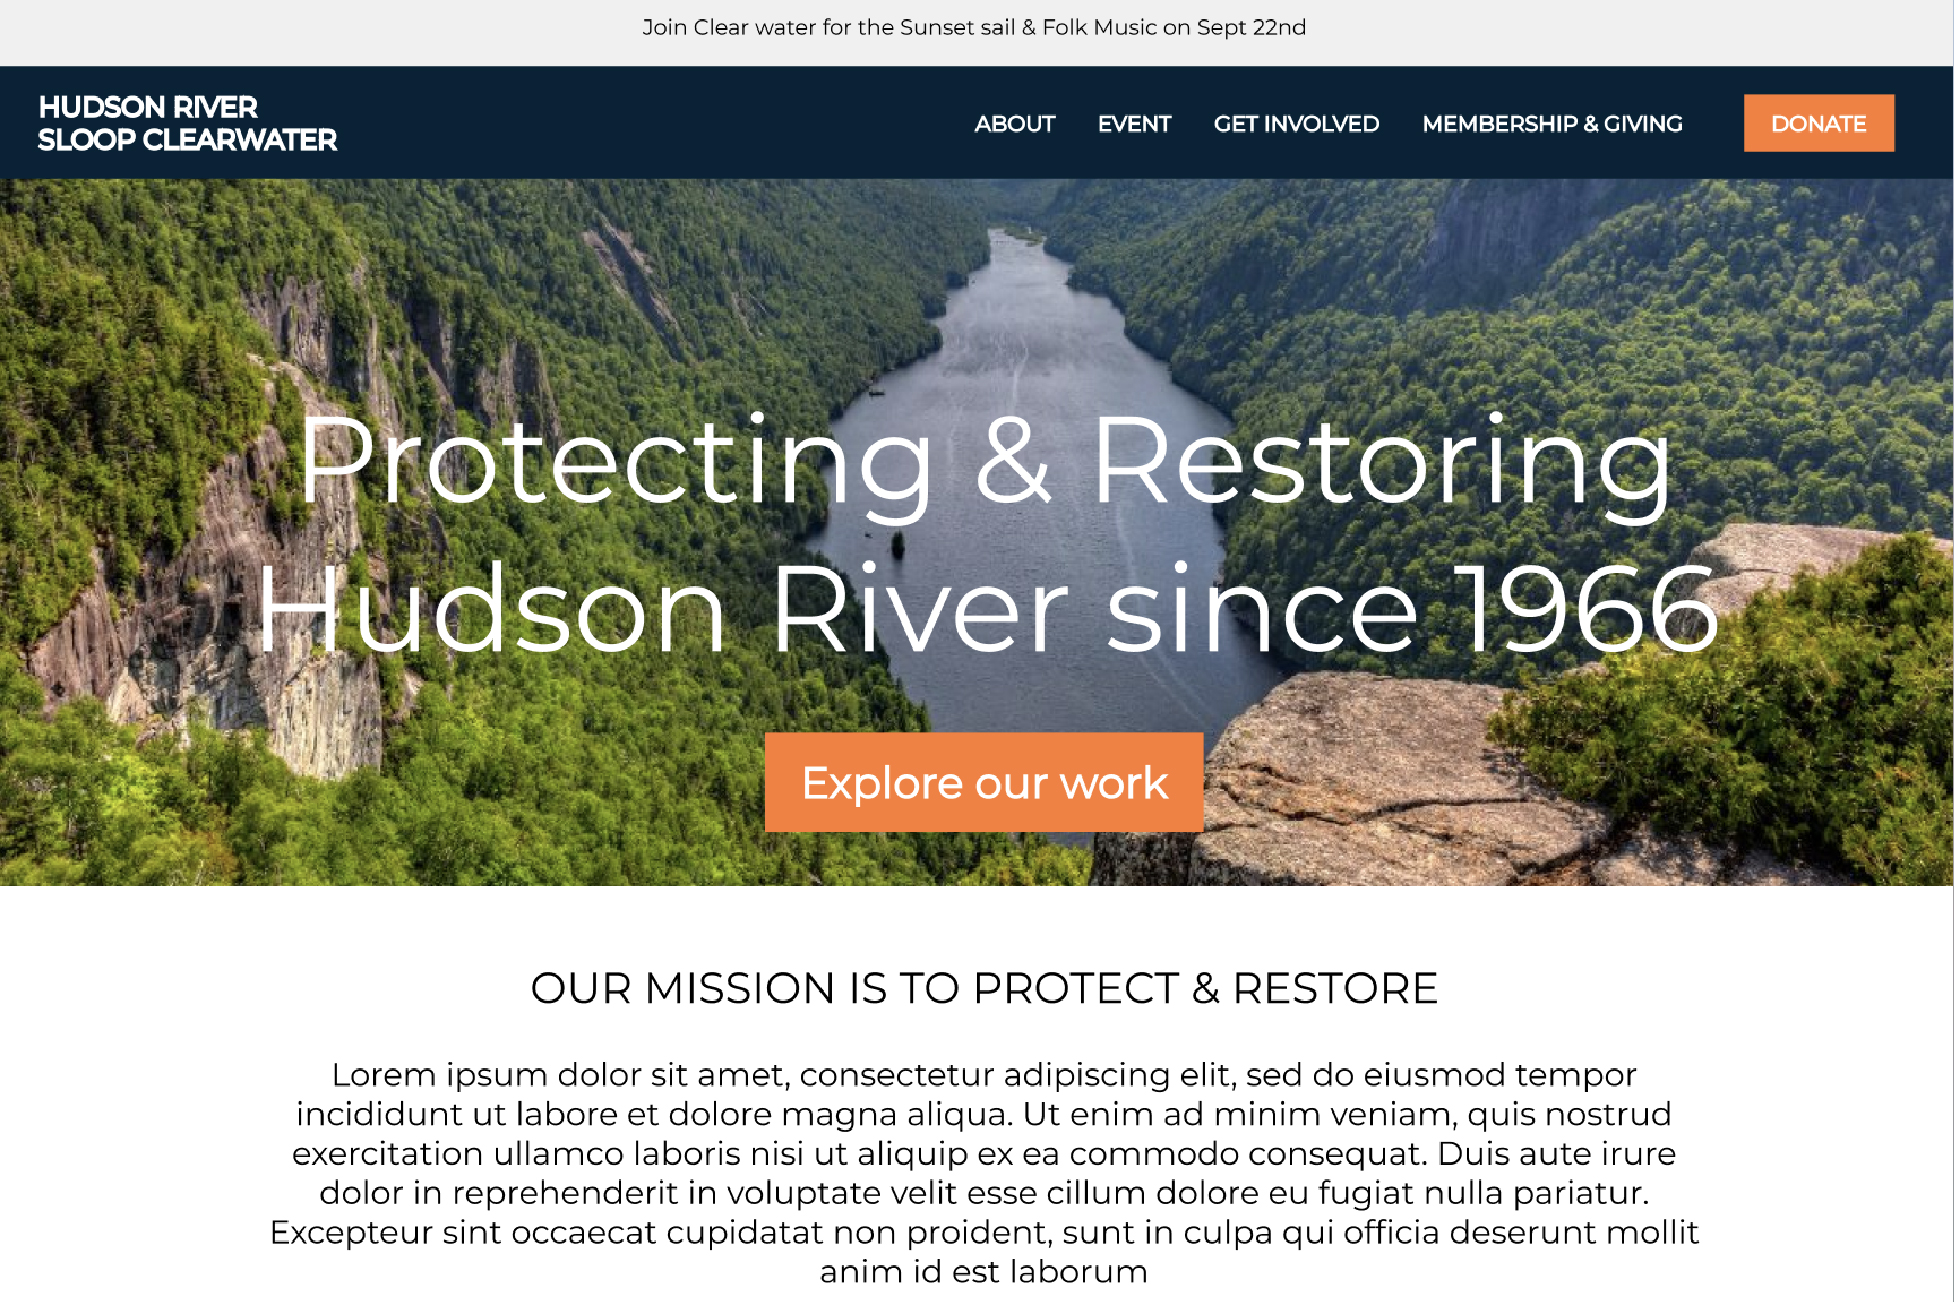 Join Clear water for the Sunset sail & Folk Music on Sept 22nd
HUDSON RIVER
SLOOP CLEARWATER
ABOUT
EVENT
GET INVOLVED
MEMBERSHIP & GIVING
DONATE
Protecting & Restoring
Hudson River since 1966
Explore our work
OUR MISSION IS TO PROTECT & RESTORE
Lorem ipsum dolor sit amet, consectetur adipiscing elit, sed do eiusmod tempor
incididunt ut labore et dolore magna aliqua. Ut enim ad minim veniam, quis nostrud
exercitation ullamco laboris nisi ut aliquip ex ea commodo consequat. Duis aute irure
dolor in reprehenderit in voluptate velit esse cillum dolore eu fugiat nulla pariatur.
Excepteur sint occaecat cupidatat non proident, sunt in culpa qui officia deserunt mollit
anim id est laborum